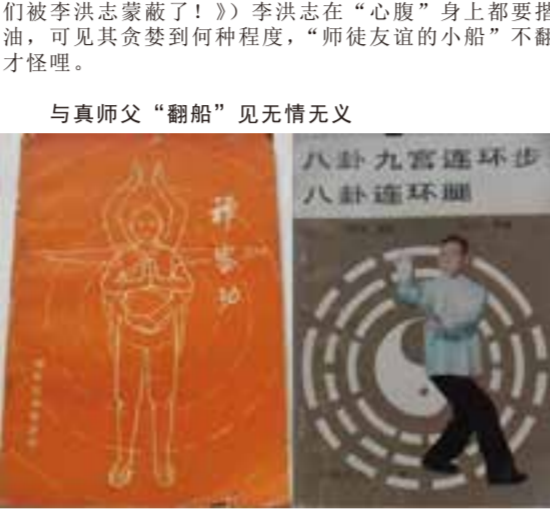 们被李洪志蒙蔽了！》）李洪志在“心腹”身上都要揩
油，可见其贪婪到何种程度，“师徒友谊的小船”不翻
才怪哩。
与真师父“翻船”见无情无义
禅密功
八卦九宫连环步
八卦连环腿